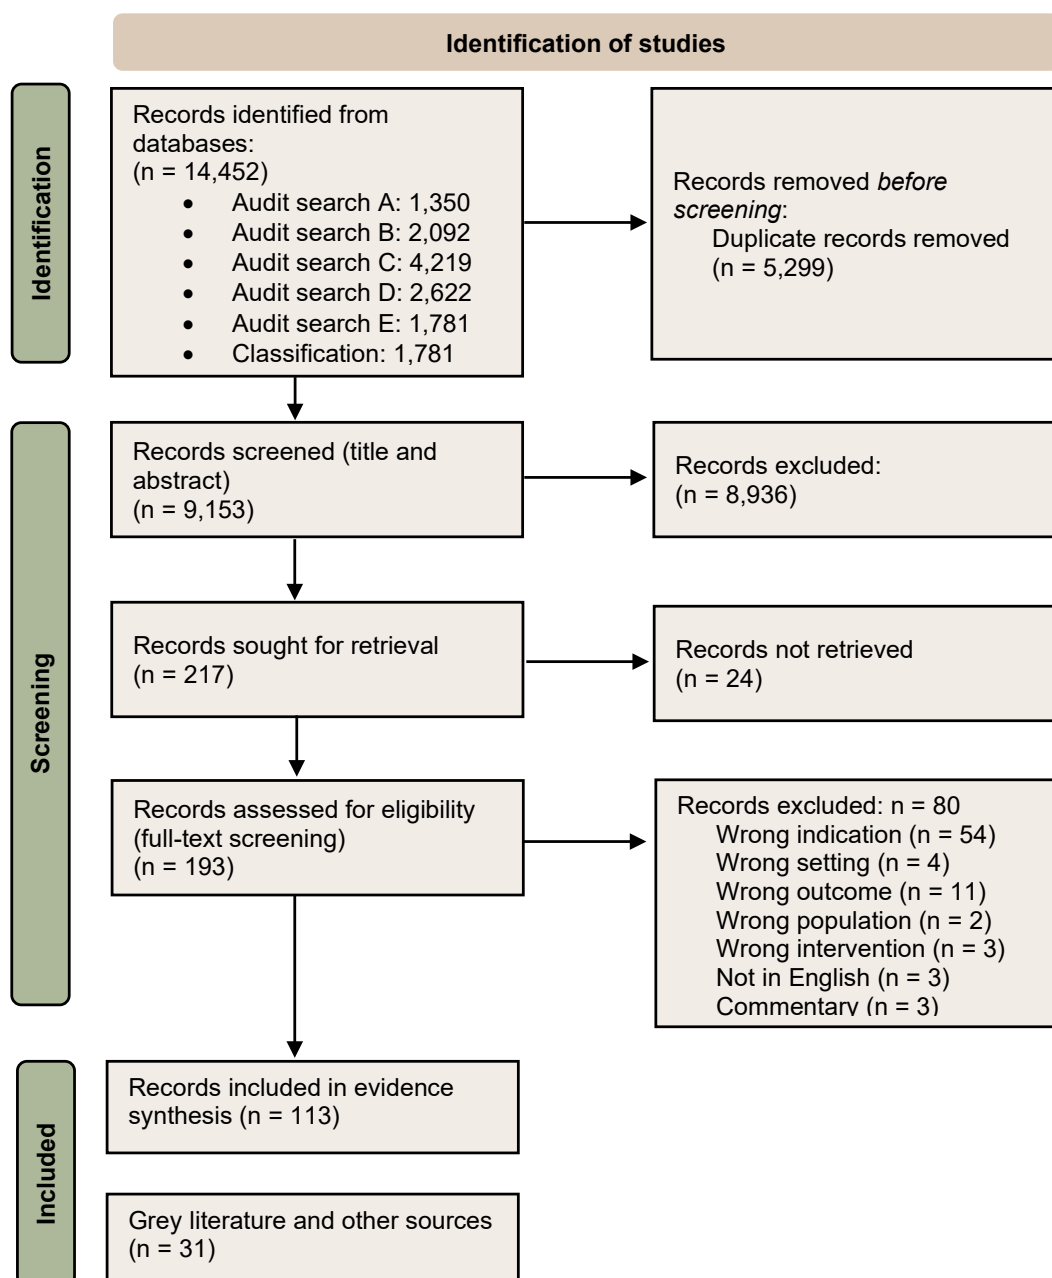 Identification of studies
Identification
Records identified from
databases:
(n = 14,452)
• Audit search A: 1,350
• Audit search B: 2,092
• Audit search C: 4,219
• Audit search D: 2,622
• Audit search E: 1,781
• Classification: 1,781
Records removed before
screening:
Duplicate records removed
(n = 5,299)
Screening
Records screened (title and
abstract)
(n = 9,153)
Records excluded:
(n = 8,936)
Records sought for retrieval
(n = 217)
Records not retrieved
(n = 24)
Records assessed for eligibility
(full-text screening)
(n = 193)
Records excluded: n = 80
Wrong indication (n = 54)
Wrong setting (n = 4)
Wrong outcome (n = 11)
Wrong population (n = 2)
Wrong intervention (n = 3)
Not in English (n = 3)
Commentary (n = 3)
Included
Records included in evidence
synthesis (n = 113)
Grey literature and other sources
(n = 31)